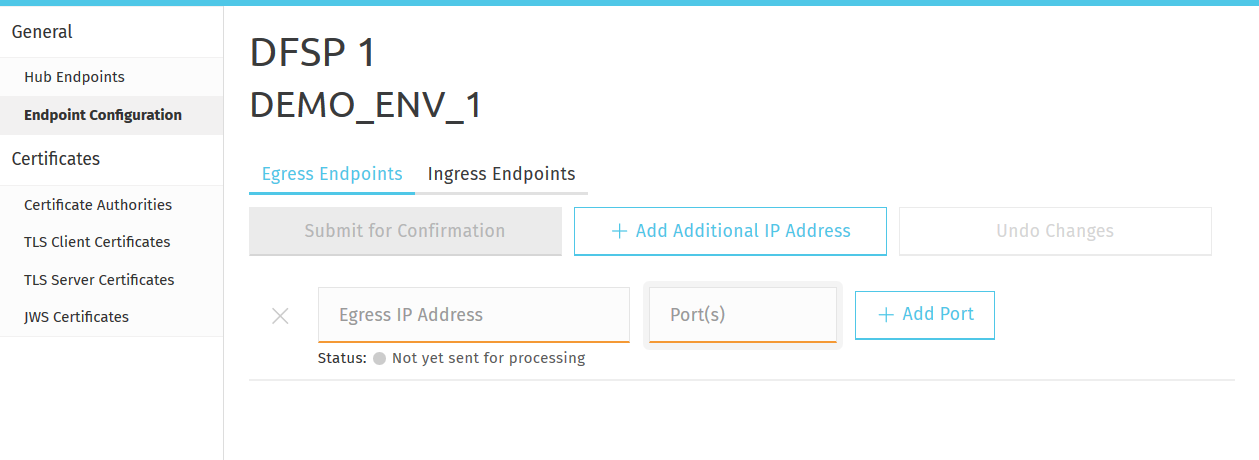 General
Hub Endpoints
Endpoint Configuration
Certificates
Certificate Authorities
TLS Client Certificates
TLS Server Certificates
JWS Certificates
DFSP 1
DEMO_ENV_1
Egress Endpoints Ingress Endpoints
Submit for Confirmation + Add Additional IP Address Undo Changes
Egress IP Address Port(s) + Add Port
Status: Not yet sent for processing